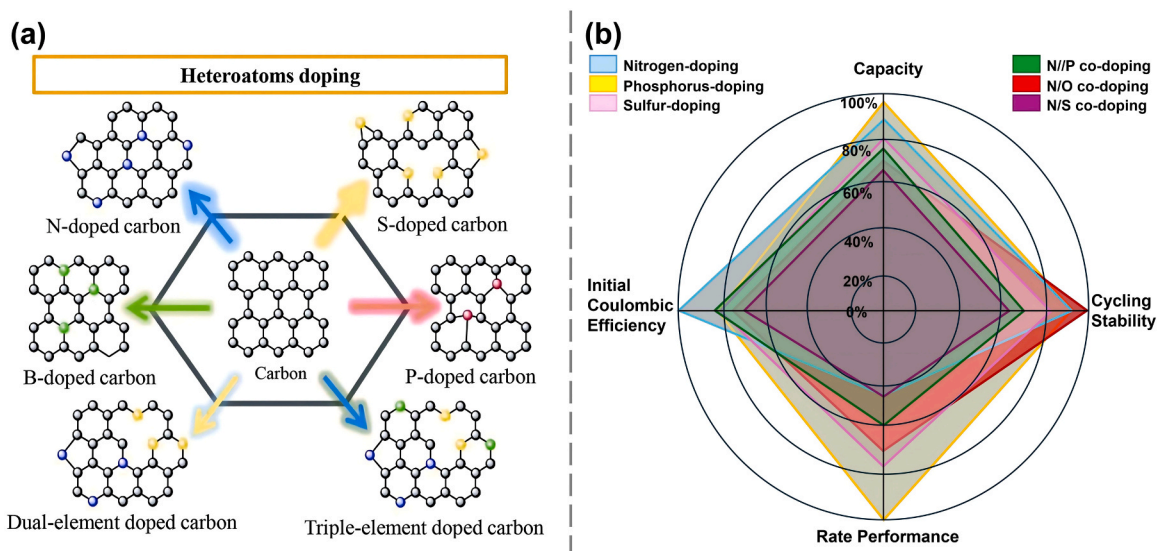 (a)
Heteroatoms doping
N-doped carbon
S-doped carbon
B-doped carbon
Carbon
P-doped carbon
Dual-element doped carbon
Triple-element doped carbon
(b)
Nitrogen-doping
Phosphorus-doping
Sulfur-doping
N//P co-doping
N/O co-doping
N/S co-doping
Capacity
100%
80%
60%
40%
20%
0%
Initial
Coulombic
Efficiency
Cycling
Stability
Rate Performance